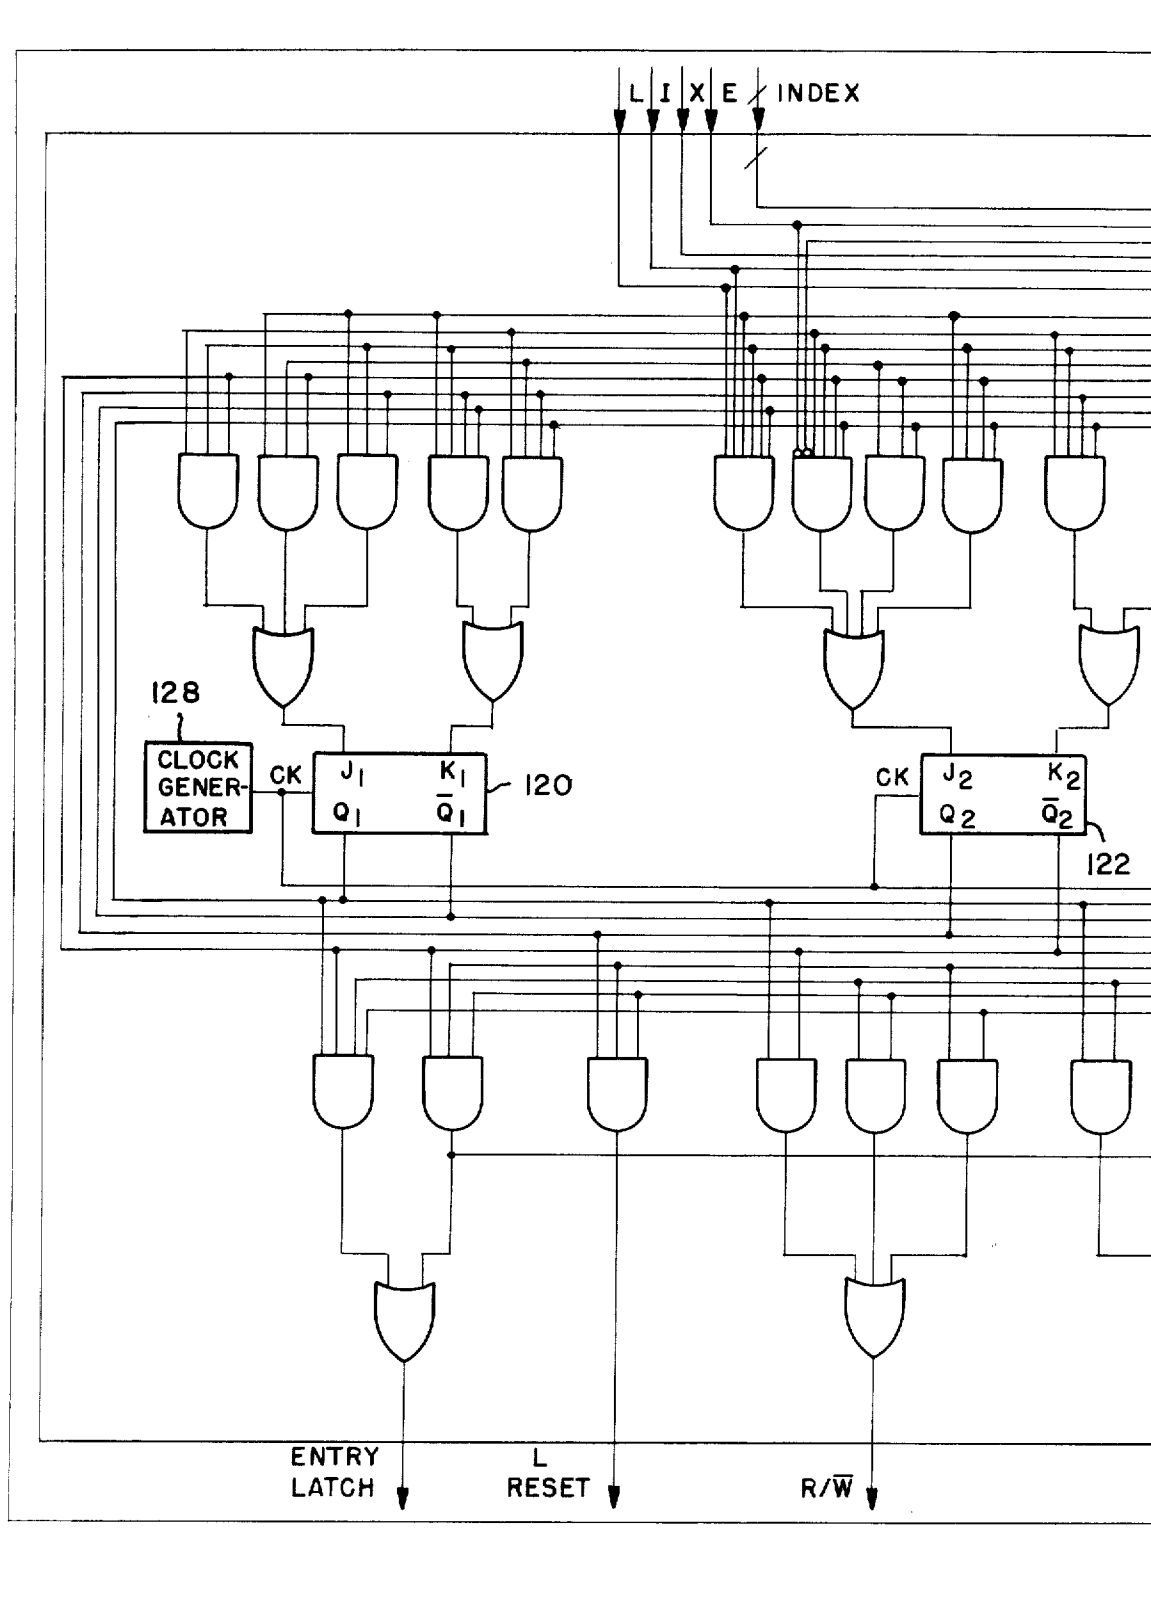 L I X E INDEX
128
CLOCK
GENER-
ATOR
CK
J1 K1
Q1 Q̅1
120
CK
J2 K2
Q2 Q̅2
122
ENTRY
LATCH
L
RESET
R/W̅